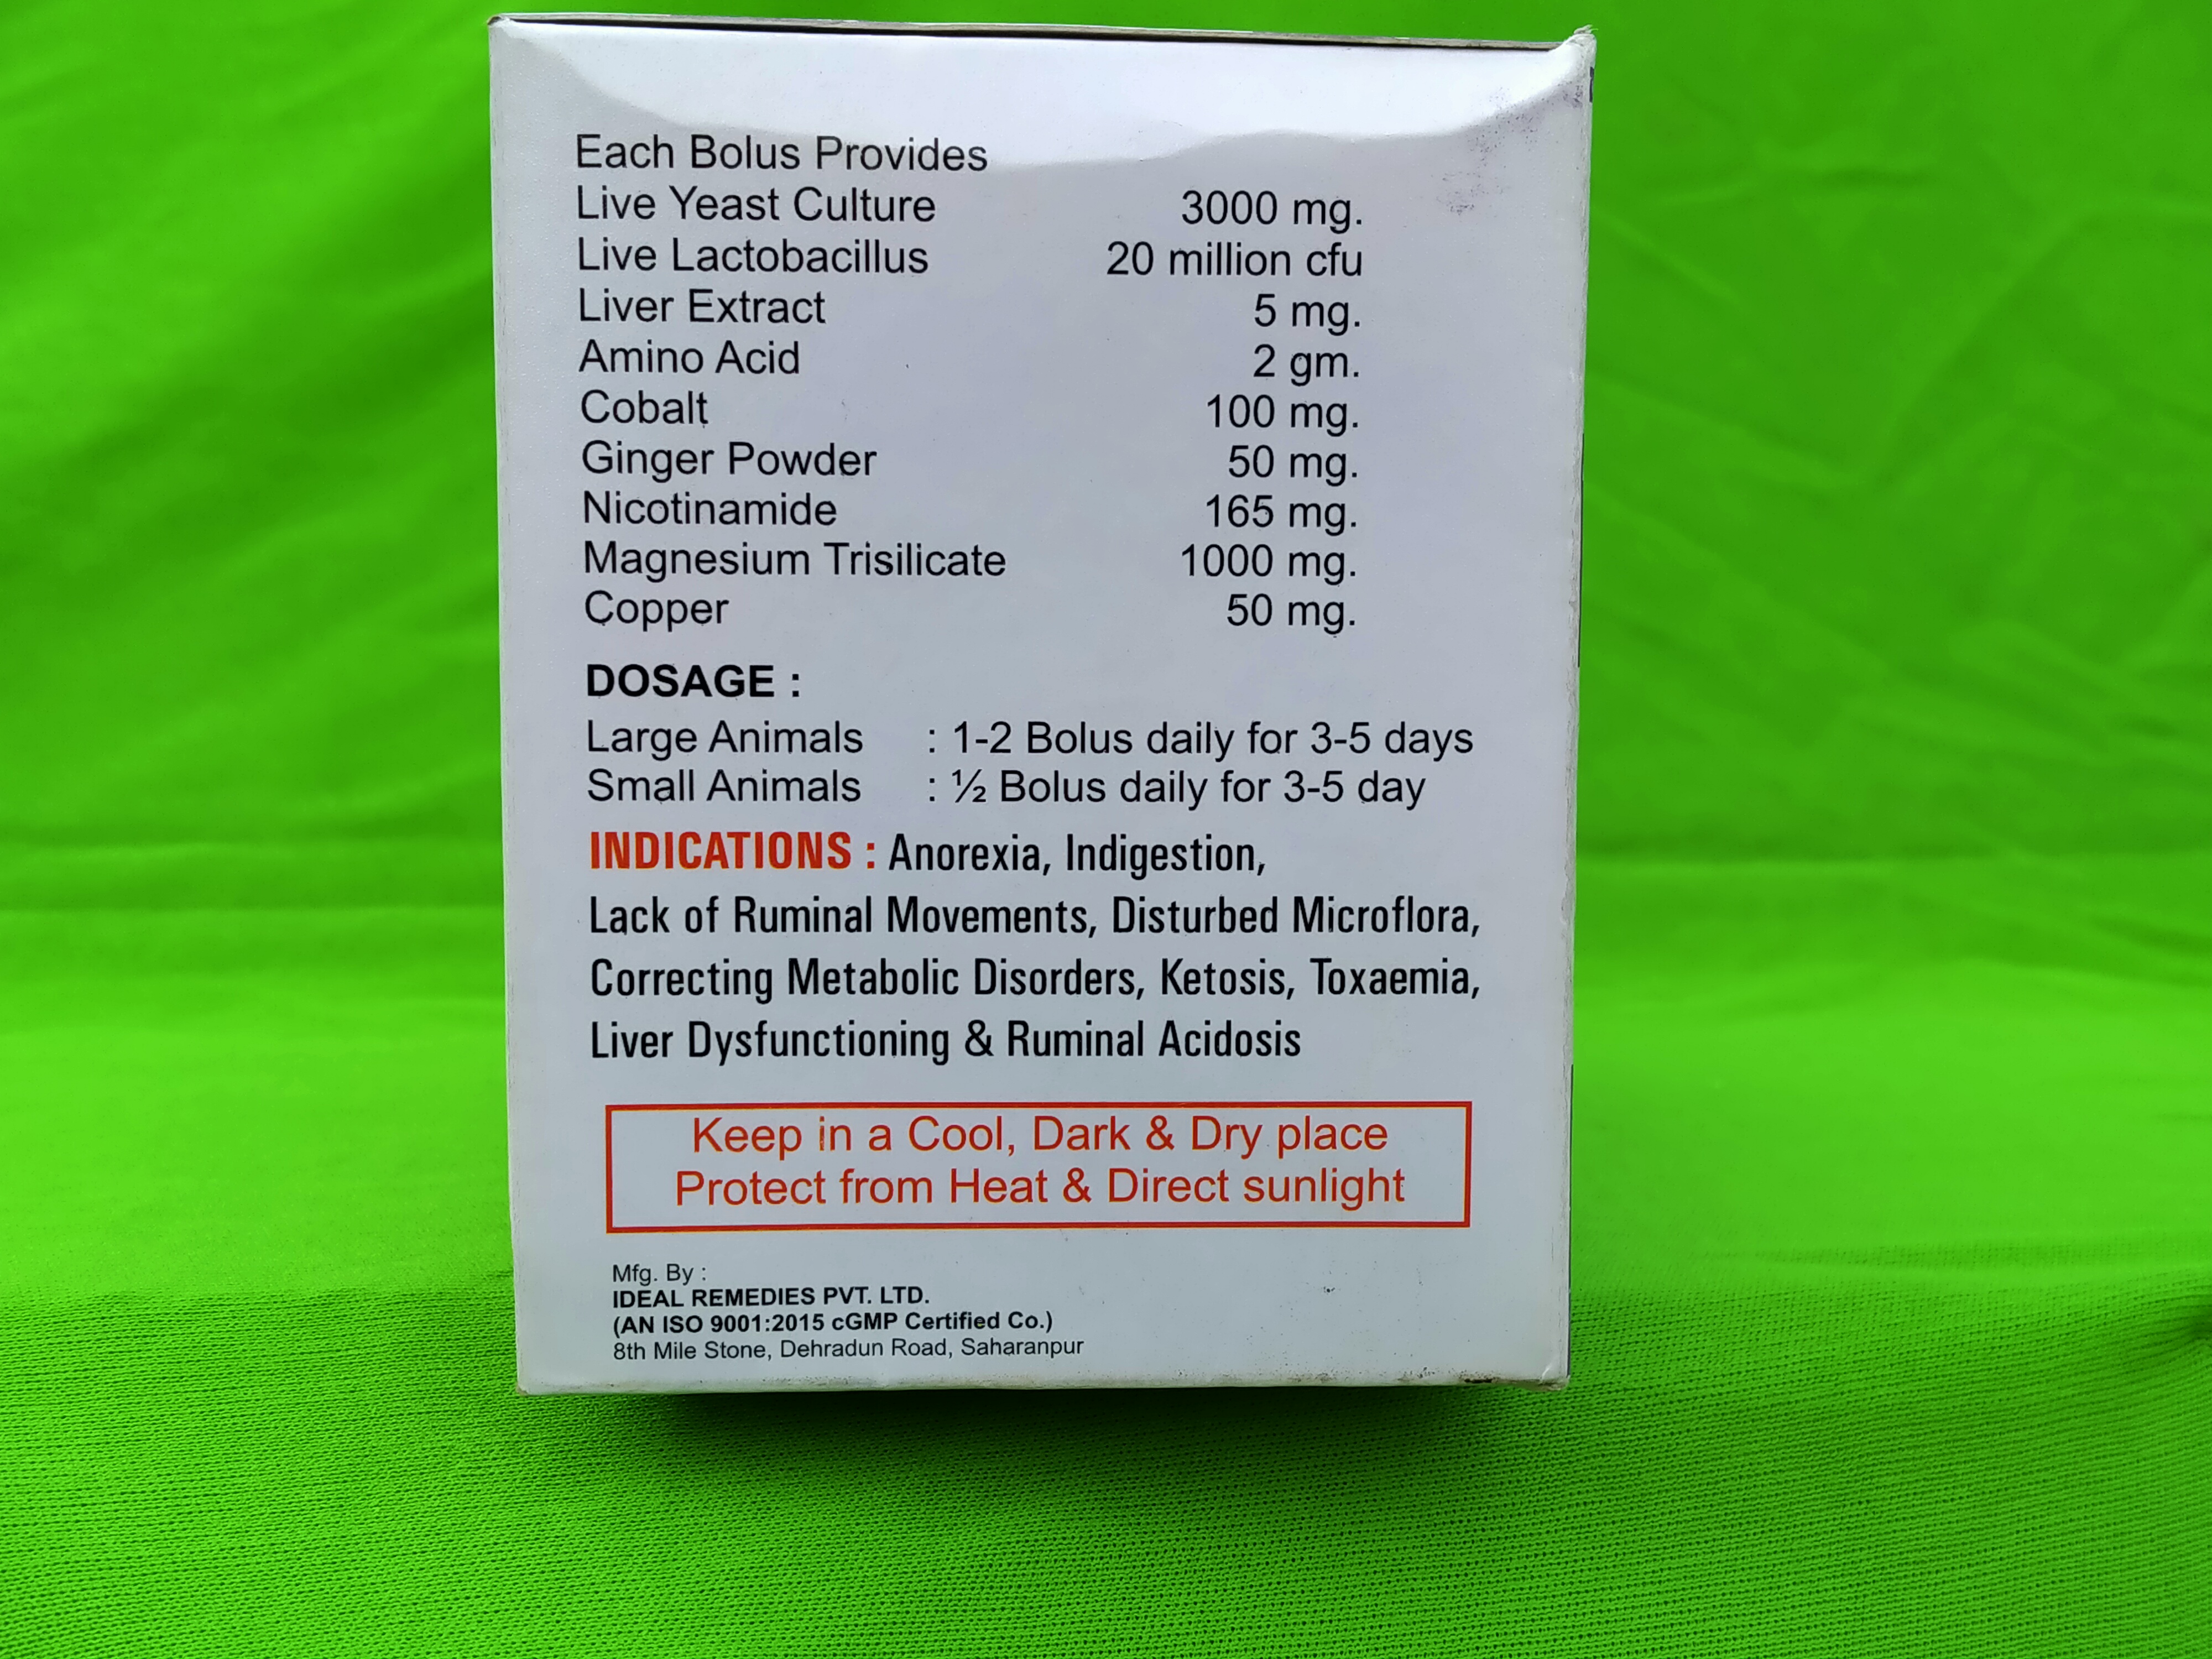 Each Bolus Provides
Live Yeast Culture 3000 mg.
Live Lactobacillus 20 million cfu
Liver Extract 5 mg.
Amino Acid 2 gm.
Cobalt 100 mg.
Ginger Powder 50 mg.
Nicotinamide 165 mg.
Magnesium Trisilicate 1000 mg.
Copper 50 mg.
DOSAGE :
Large Animals : 1-2 Bolus daily for 3-5 days
Small Animals : ½ Bolus daily for 3-5 day
INDICATIONS : Anorexia, Indigestion,
Lack of Ruminal Movements, Disturbed Microflora,
Correcting Metabolic Disorders, Ketosis, Toxaemia,
Liver Dysfunctioning & Ruminal Acidosis
Keep in a Cool, Dark & Dry place
Protect from Heat & Direct sunlight
Mfg. By :
IDEAL REMEDIES PVT. LTD.
(AN ISO 9001:2015 cGMP Certified Co.)
8th Mile Stone, Dehradun Road, Saharanpur